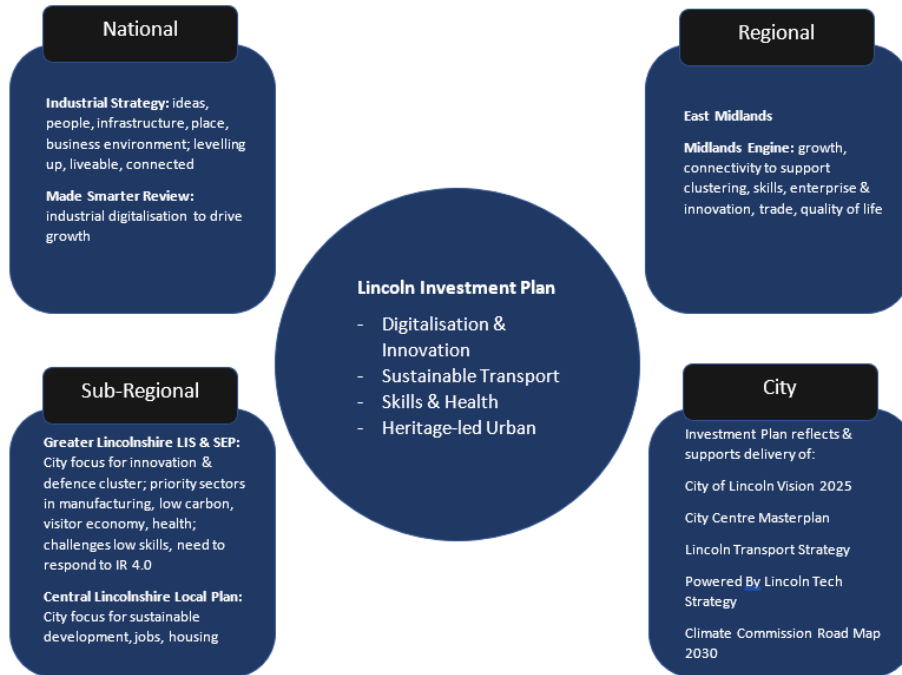 National
Industrial Strategy: ideas,
people, infrastructure, place,
business environment; levelling
up, liveable, connected
Made Smarter Review:
industrial digitalisation to drive
growth
Regional
East Midlands
Midlands Engine: growth,
connectivity to support
clustering, skills, enterprise &
innovation, trade, quality of life
Lincoln Investment Plan
- Digitalisation &
Innovation
- Sustainable Transport
- Skills & Health
- Heritage-led Urban
Sub-Regional
Greater Lincolnshire LIS & SEP:
City focus for innovation &
defence cluster; priority sectors
in manufacturing, low carbon,
visitor economy, health;
challenges low skills, need to
respond to IR 4.0
Central Lincolnshire Local Plan:
City focus for sustainable
development, jobs, housing
City
Investment Plan reflects &
supports delivery of:
City of Lincoln Vision 2025
City Centre Masterplan
Lincoln Transport Strategy
Powered By Lincoln Tech
Strategy
Climate Commission Road Map
2030